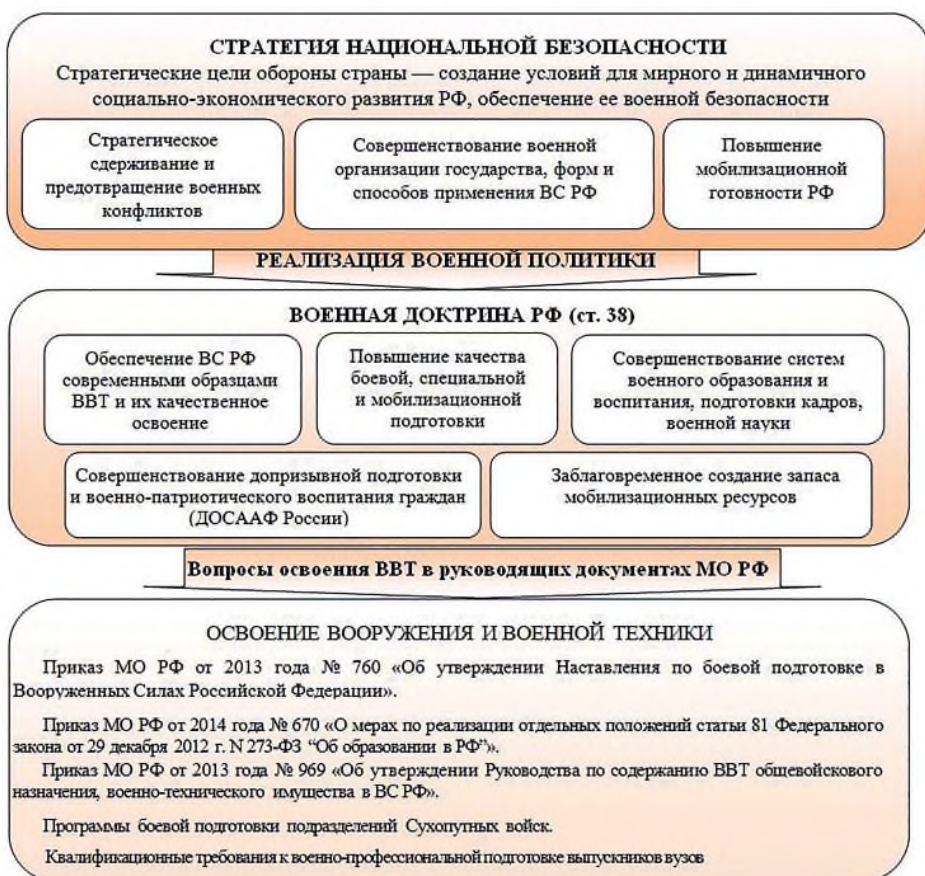 СТРАТЕГИЯ НАЦИОНАЛЬНОЙ БЕЗОПАСНОСТИ
Стратегические цели обороны страны — создание условий для мирного и динамичного
социально-экономического развития РФ, обеспечение ее военной безопасности
Стратегическое
сдерживание и
предотвращение военных
конфликтов
Совершенствование военной
организации государства, форм и
способов применения ВС РФ
Повышение
мобилизационной
готовности РФ
РЕАЛИЗАЦИЯ ВОЕННОЙ ПОЛИТИКИ
ВОЕННАЯ ДОКТРИНА РФ (ст. 38)
Обеспечение ВС РФ
современными образцами
ВВТ и их качественное
освоение
Повышение качества
боевой, специальной
и мобилизационной
подготовки
Совершенствование систем
военного образования и
воспитания, подготовки кадров,
военной науки
Совершенствование допризывной подготовки
и военно-патриотического воспитания граждан
(ДОСААФ России)
Заблаговременное создание запаса
мобилизационных ресурсов
Вопросы освоения ВВТ в руководящих документах МО РФ
ОСВОЕНИЕ ВООРУЖЕНИЯ И ВОЕННОЙ ТЕХНИКИ
Приказ МО РФ от 2013 года № 760 «Об утверждении Наставления по боевой подготовке в
Вооруженных Силах Российской Федерации».
Приказ МО РФ от 2014 года № 670 «О мерах по реализации отдельных положений статьи 81 Федерального
закона от 29 декабря 2012 г. N 273-ФЗ “Об образовании в РФ”».
Приказ МО РФ от 2013 года № 969 «Об утверждении Руководства по содержанию ВВТ общевойскового
назначения, военно-технического имущества в ВС РФ».
Программы боевой подготовки подразделений Сухопутных войск.
Квалификационные требования к военно-профессиональной подготовке выпускников вузов